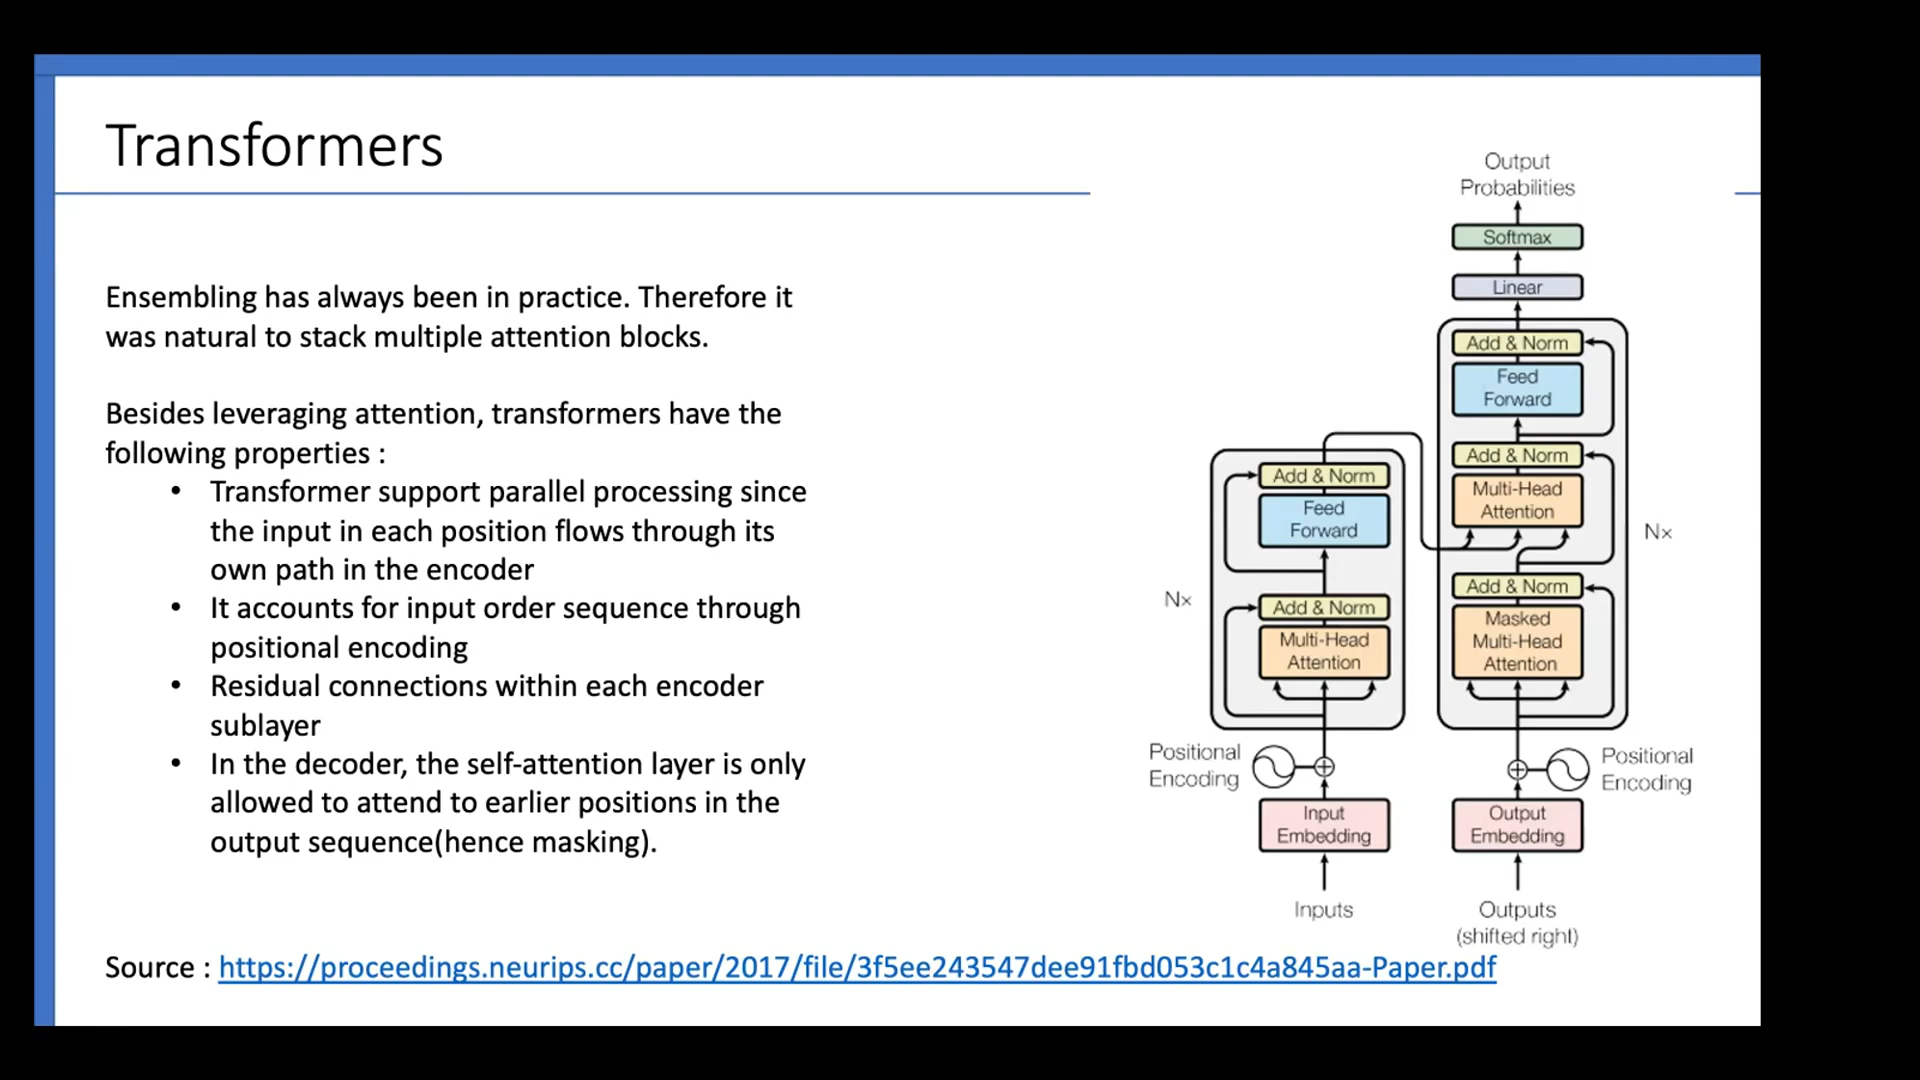 Transformers
Ensembling has always been in practice. Therefore it
was natural to stack multiple attention blocks.
Besides leveraging attention, transformers have the
following properties :
• Transformer support parallel processing since
the input in each position flows through its
own path in the encoder
• It accounts for input order sequence through
positional encoding
• Residual connections within each encoder
sublayer
• In the decoder, the self-attention layer is only
allowed to attend to earlier positions in the
output sequence(hence masking).
Source : https://proceedings.neurips.cc/paper/2017/file/3f5ee243547dee91fbd053c1c4a845aa-Paper.pdf
Output
Probabilities
Softmax
Linear
Add & Norm
Feed
Forward
Add & Norm
Multi-Head
Attention
Nx
Add & Norm
Masked
Multi-Head
Attention
Positional
Encoding
Output
Embedding
Outputs
(shifted right)
Add & Norm
Feed
Forward
Nx
Add & Norm
Multi-Head
Attention
Positional
Encoding
Input
Embedding
Inputs